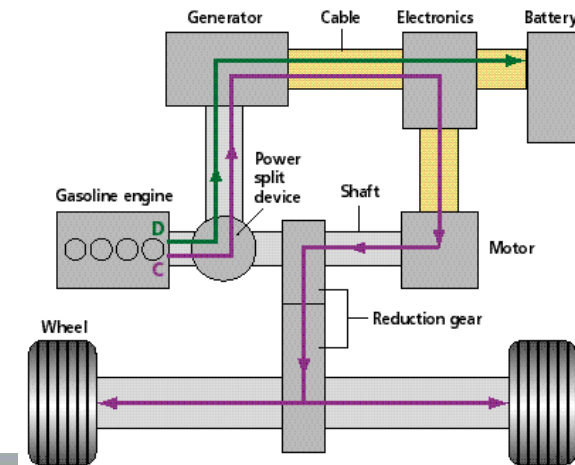 Generator
Cable
Electronics
Battery
Power
split
device
Gasoline engine
Shaft
D
C
Motor
Reduction gear
Wheel